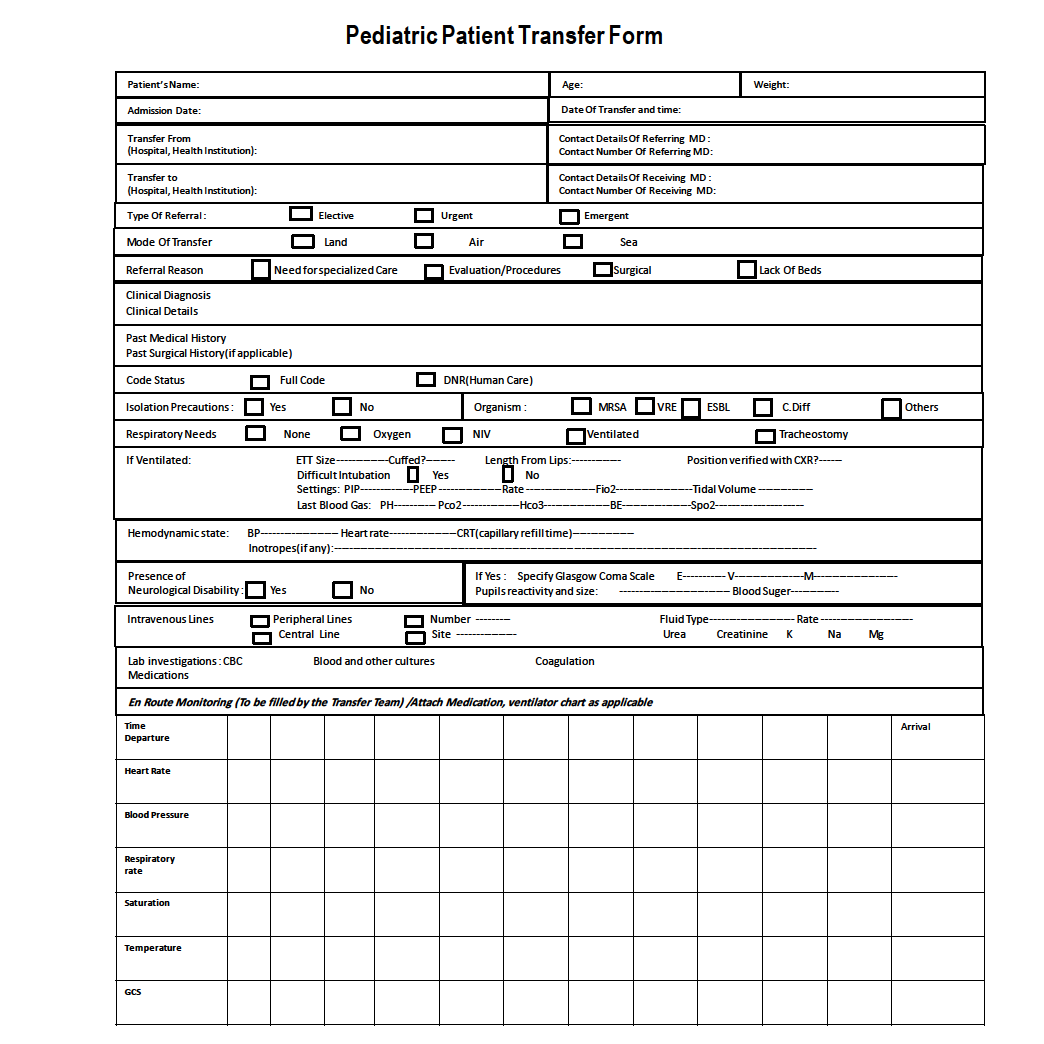 Pediatric Patient Transfer Form
Patient's Name: Age: Weight:
Admission Date: Date Of Transfer and time:
Transfer From
(Hospital, Health Institution):
Contact Details Of Referring MD :
Contact Number Of Referring MD:
Transfer to
(Hospital, Health Institution):
Contact Details Of Receiving MD :
Contact Number Of Receiving MD:
Type Of Referral : Elective Urgent Emergent
Mode Of Transfer Land Air Sea
Referral Reason Need for specialized Care Evaluation/Procedures Surgical Lack Of Beds
Clinical Diagnosis
Clinical Details
Past Medical History
Past Surgical History(if applicable)
Code Status Full Code DNR(Human Care)
Isolation Precautions : Yes No Organism : MRSA VRE ESBL C.Diff Others
Respiratory Needs None Oxygen NIV Ventilated Tracheostomy
If Ventilated: ETT Size--------------Cuffed?-------- Length From Lips:------------- Position verified with CXR?------
Difficult Intubation Yes No
Settings: PIP--------------PEEP -----------------Rate -------------------Fio2---------------------Tidal Volume ---------------
Last Blood Gas: PH----------- Pco2 ---------------Hco3------------------BE------------------Spo2------------------------
Hemodynamic state: BP--------------------- Heart rate------------------CRT(capillary refill time)-----------------
Inotropes(if any):--------------------------------------------------------------------------------------------------------------
Presence of
Neurological Disability : Yes No
If Yes : Specify Glasgow Coma Scale E----------- V-------------------M-----------------------
Pupils reactivity and size: ----------------------------- Blood Suger-------------
Intravenous Lines Peripheral Lines Number --------- Fluid Type----------------------- Rate -------------------------
Central Line Site ---------------- Urea Creatinine K Na Mg
Lab investigations : CBC Blood and other cultures Coagulation
Medications
En Route Monitoring (To be filled by the Transfer Team) /Attach Medication, ventilator chart as applicable
Time
Departure
Arrival
Heart Rate
Blood Pressure
Respiratory
rate
Saturation
Temperature
GCS